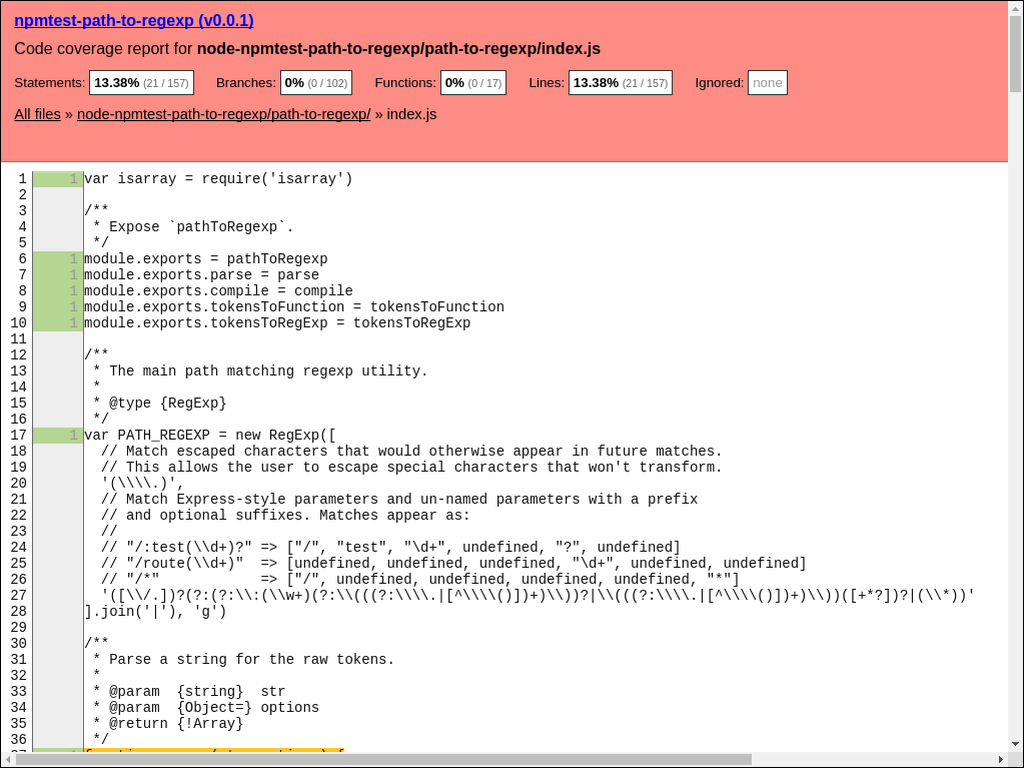 npmtest-path-to-regexp (v0.0.1)
Code coverage report for node-npmtest-path-to-regexp/path-to-regexp/index.js
Statements: 13.38% (21 / 157) Branches: 0% (0 / 102) Functions: 0% (0 / 17) Lines: 13.38% (21 / 157) Ignored: none
All files » node-npmtest-path-to-regexp/path-to-regexp/ » index.js
1 1 var isarray = require('isarray')
2
3 /**
4  * Expose `pathToRegexp`.
5  */
6 1 module.exports = pathToRegexp
7 1 module.exports.parse = parse
8 1 module.exports.compile = compile
9 1 module.exports.tokensToFunction = tokensToFunction
10 1 module.exports.tokensToRegExp = tokensToRegExp
11
12 /**
13  * The main path matching regexp utility.
14  *
15  * @type {RegExp}
16  */
17 1 var PATH_REGEXP = new RegExp([
18   // Match escaped characters that would otherwise appear in future matches.
19   // This allows the user to escape special characters that won't transform.
20   '(\\\\.)',
21   // Match Express-style parameters and un-named parameters with a prefix
22   // and optional suffixes. Matches appear as:
23   //
24   // "/:test(\\d+)?" => ["/", "test", "\d+", undefined, "?", undefined]
25   // "/route(\\d+)"  => [undefined, undefined, undefined, "\d+", undefined, undefined]
26   // "/*"            => ["/", undefined, undefined, undefined, undefined, "*"]
27   '([\\/.])?(?:(?:\\:(\\w+)(?:\\(((?:\\\\.|[^\\\\()])+)\\))?|\\(((?:\\\\.|[^\\\\()])+)\\))([+*?])?|(\\*))'
28 ].join('|'), 'g')
29
30 /**
31  * Parse a string for the raw tokens.
32  *
33  * @param  {string}  str
34  * @param  {Object=} options
35  * @return {!Array}
36  */